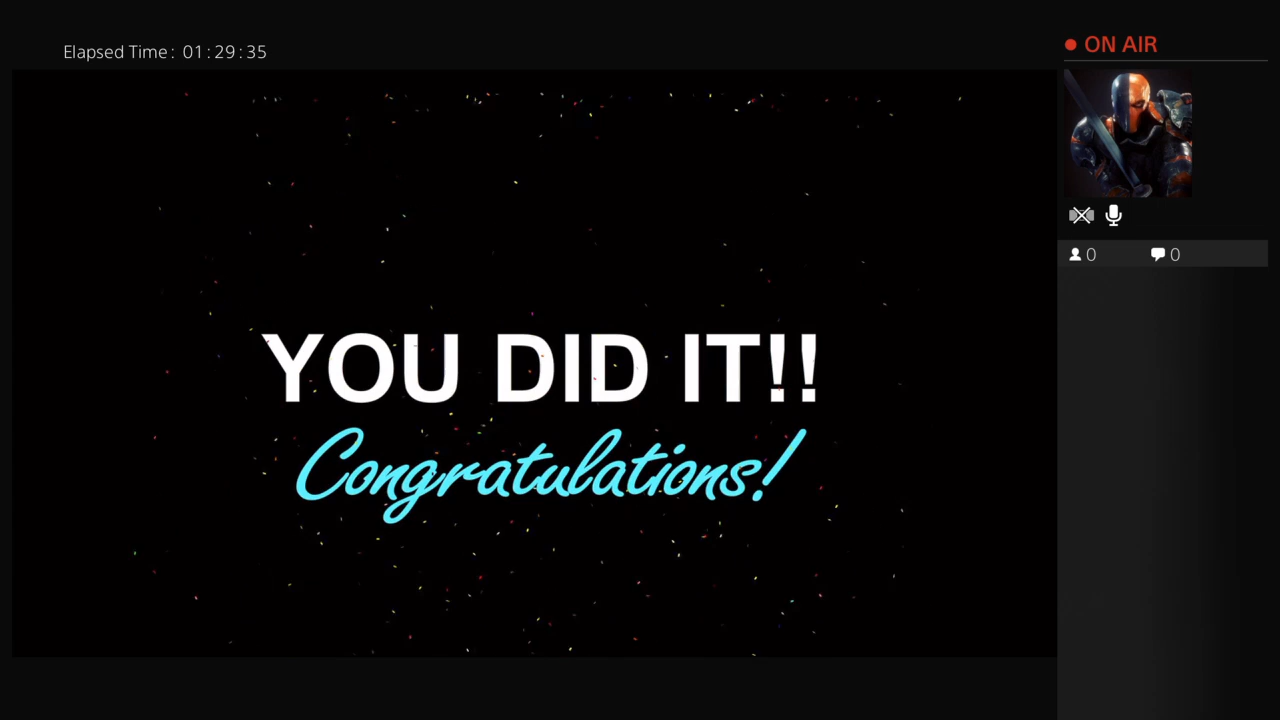 Elapsed Time: 01:29:35
ON AIR
0 0
YOU DID IT!!
Congratulations!